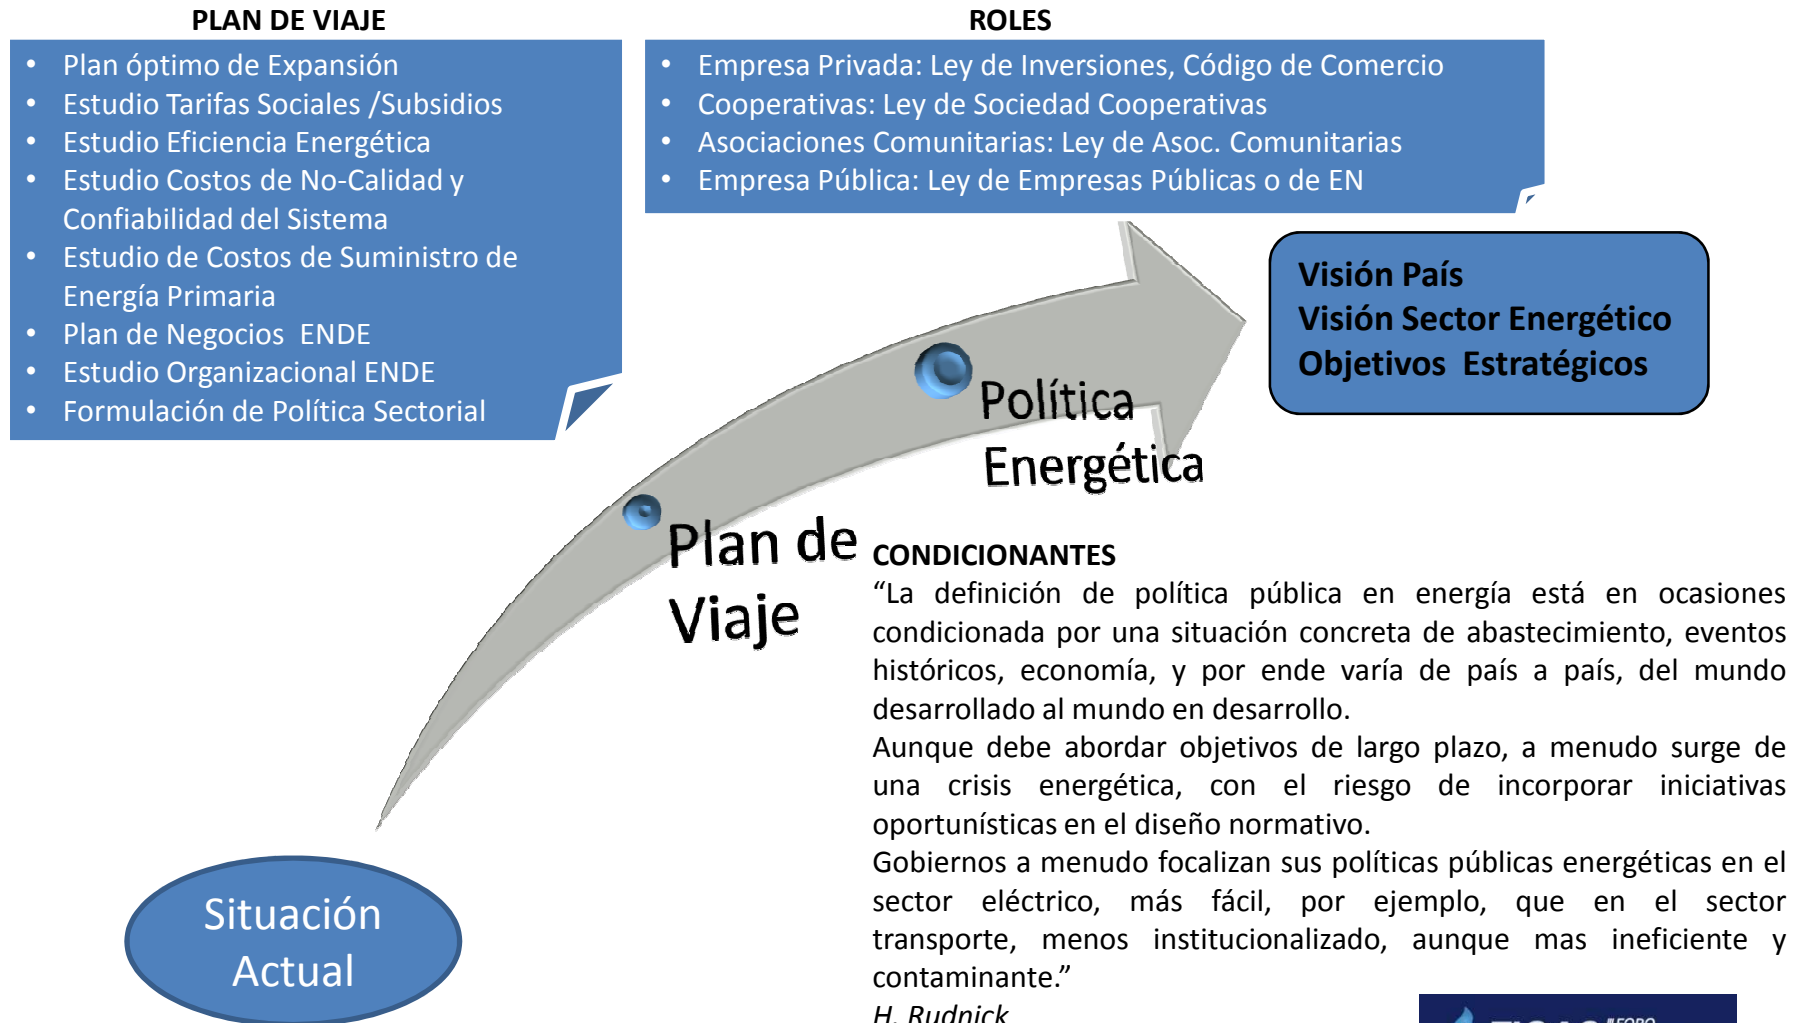 PLAN DE VIAJE
• Plan óptimo de Expansión
• Estudio Tarifas Sociales /Subsidios
• Estudio Eficiencia Energética
• Estudio Costos de No-Calidad y
Confiabilidad del Sistema
• Estudio de Costos de Suministro de
Energía Primaria
• Plan de Negocios  ENDE
• Estudio Organizacional ENDE
• Formulación de Política Sectorial
ROLES
• Empresa Privada: Ley de Inversiones, Código de Comercio
• Cooperativas: Ley de Sociedad Cooperativas
• Asociaciones Comunitarias: Ley de Asoc. Comunitarias
• Empresa Pública: Ley de Empresas Públicas o de EN
Visión País
Visión Sector Energético
Objetivos  Estratégicos
Política
Energética
Plan de
Viaje
Situación
Actual
CONDICIONANTES
“La definición de política pública en energía está en ocasiones
condicionada por una situación concreta de abastecimiento, eventos
históricos, economía, y por ende varía de país a país, del mundo
desarrollado al mundo en desarrollo.
Aunque debe abordar objetivos de largo plazo, a menudo surge de
una crisis energética, con el riesgo de incorporar iniciativas
oportunísticas en el diseño normativo.
Gobiernos a menudo focalizan sus políticas públicas energéticas en el
sector eléctrico, más fácil, por ejemplo, que en el sector
transporte, menos institucionalizado, aunque mas ineficiente y
contaminante.”
H. Rudnick
FORO